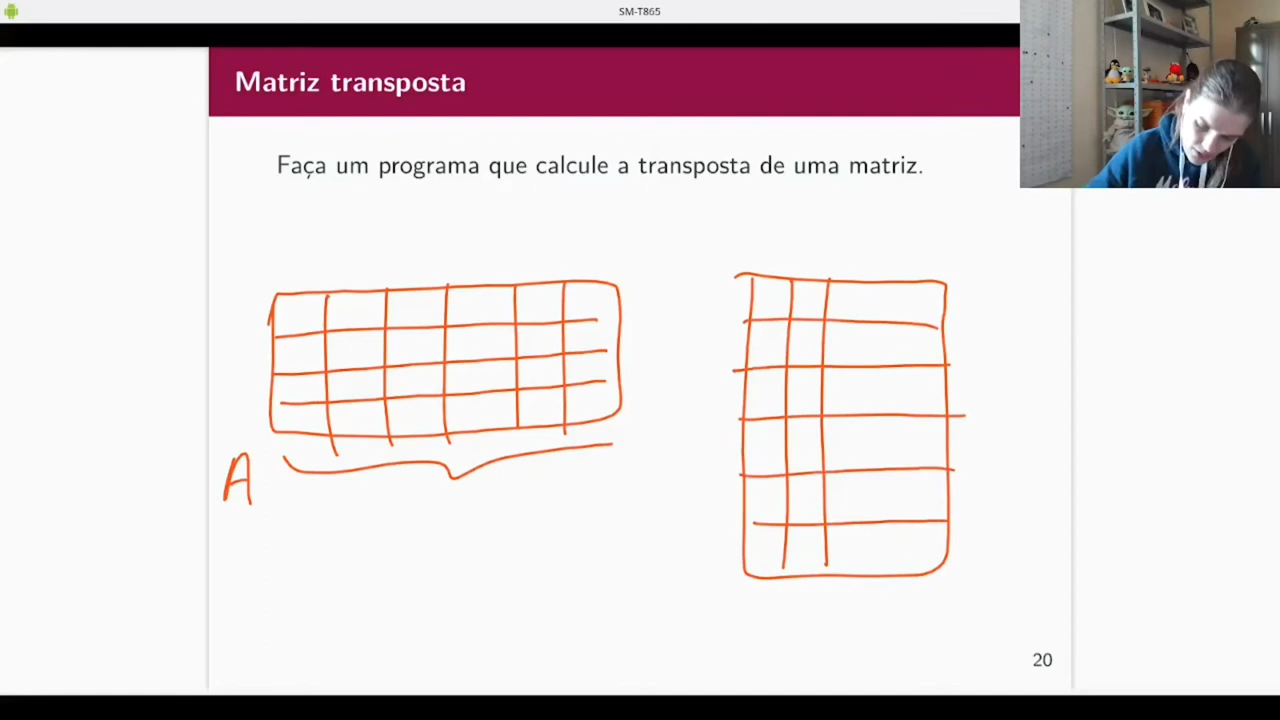 SM-T865
Matriz transposta
Faça um programa que calcule a transposta de uma matriz.
A
20